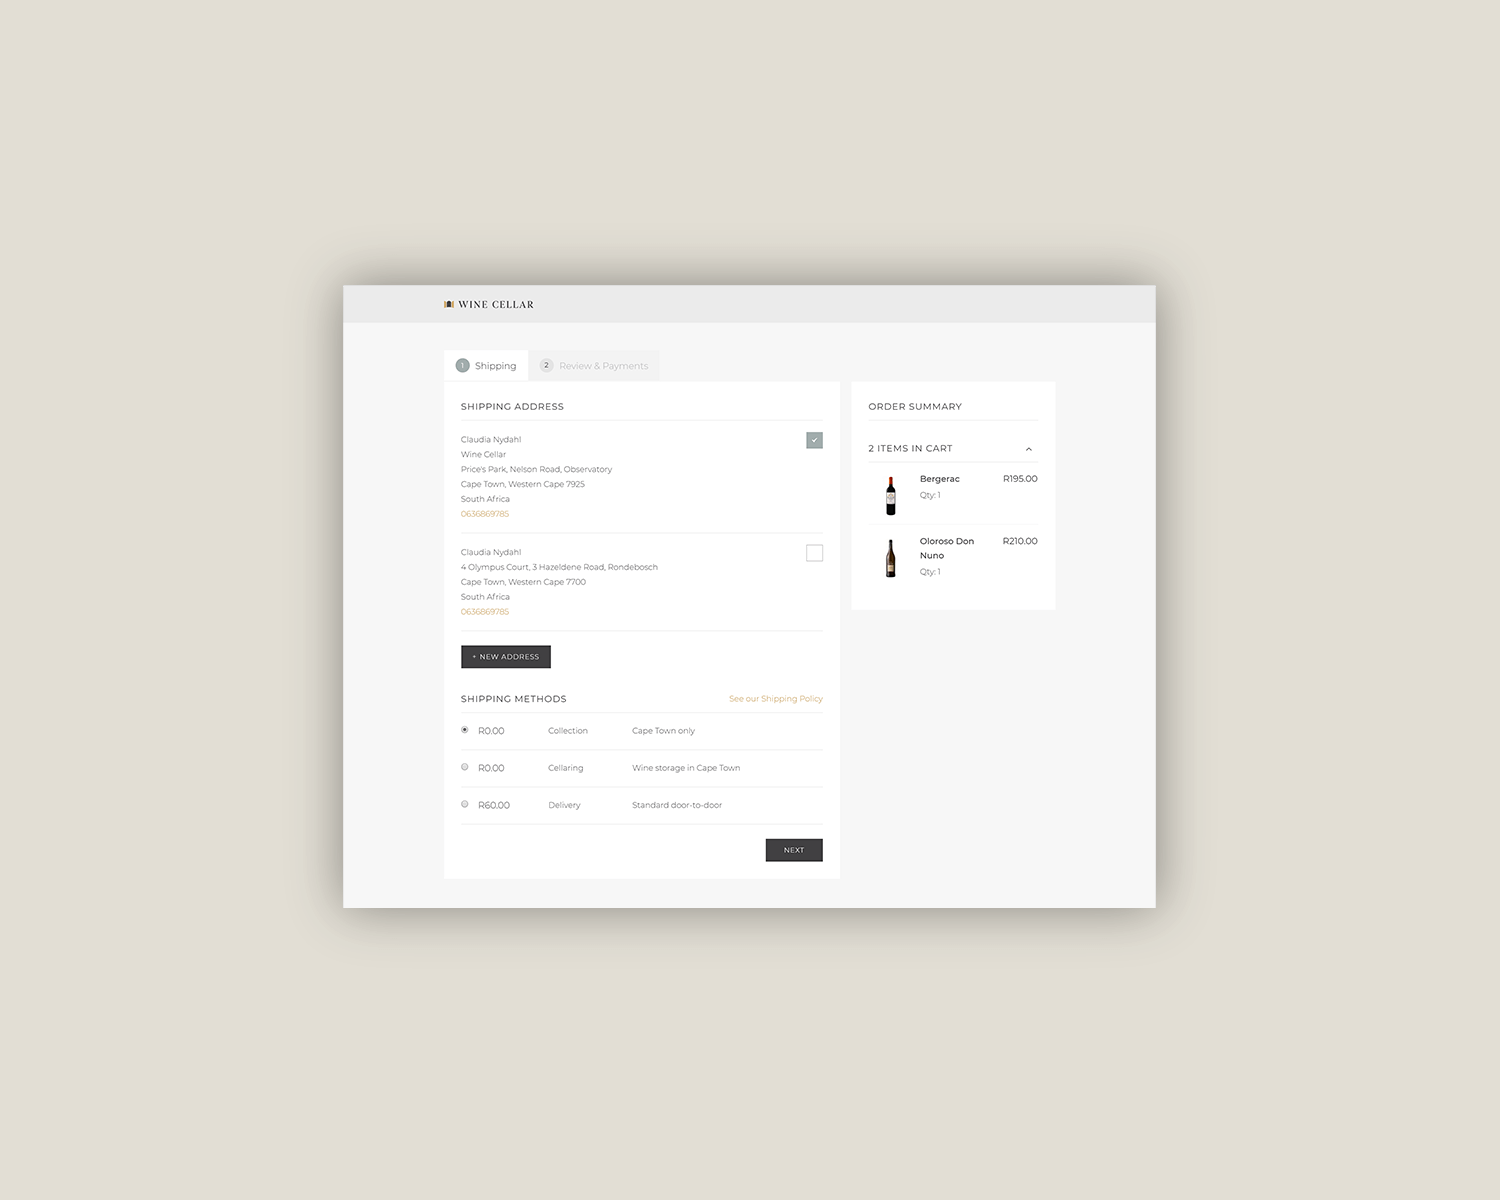 WINE CELLAR
1 Shipping 2 Review & Payments
SHIPPING ADDRESS
Claudia Nydahl
Wine Cellar
Price's Park, Nelson Road, Observatory
Cape Town, Western Cape 7925
South Africa
0636869785
Claudia Nydahl
4 Olympus Court, 3 Hazeldene Road, Rondebosch
Cape Town, Western Cape 7700
South Africa
0636869785
+ NEW ADDRESS
SHIPPING METHODS See our Shipping Policy
R0.00 Collection Cape Town only
R0.00 Cellaring Wine storage in Cape Town
R60.00 Delivery Standard door-to-door
NEXT
ORDER SUMMARY
2 ITEMS IN CART
Bergerac R195.00
Qty: 1
Oloroso Don R210.00
Nuno
Qty: 1